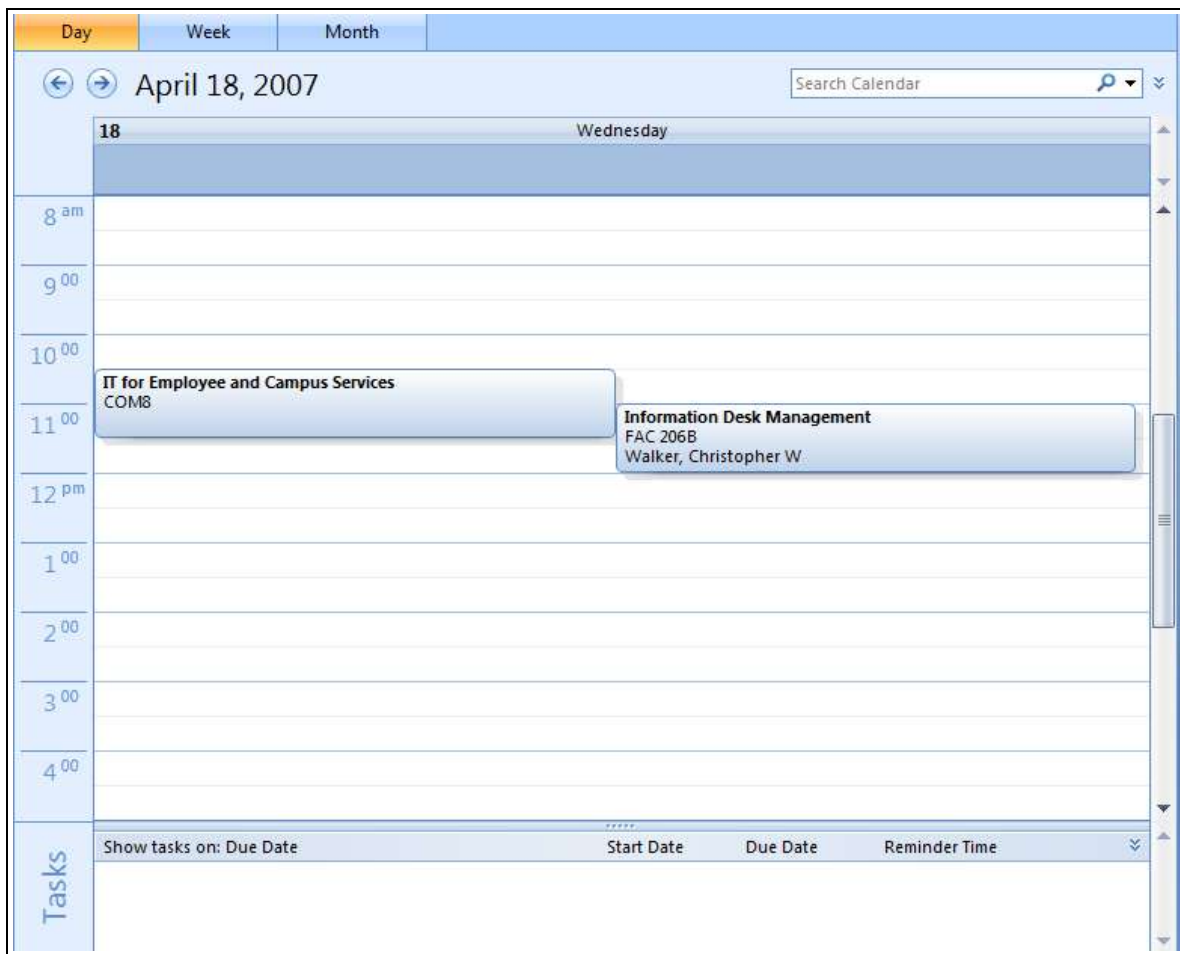 Day Week Month
April 18, 2007 Search Calendar
18 Wednesday
8 am
9 00
10 00
IT for Employee and Campus Services
COM8
11 00
Information Desk Management
FAC 206B
Walker, Christopher W
12 pm
1 00
2 00
3 00
4 00
Tasks
Show tasks on: Due Date Start Date Due Date Reminder Time